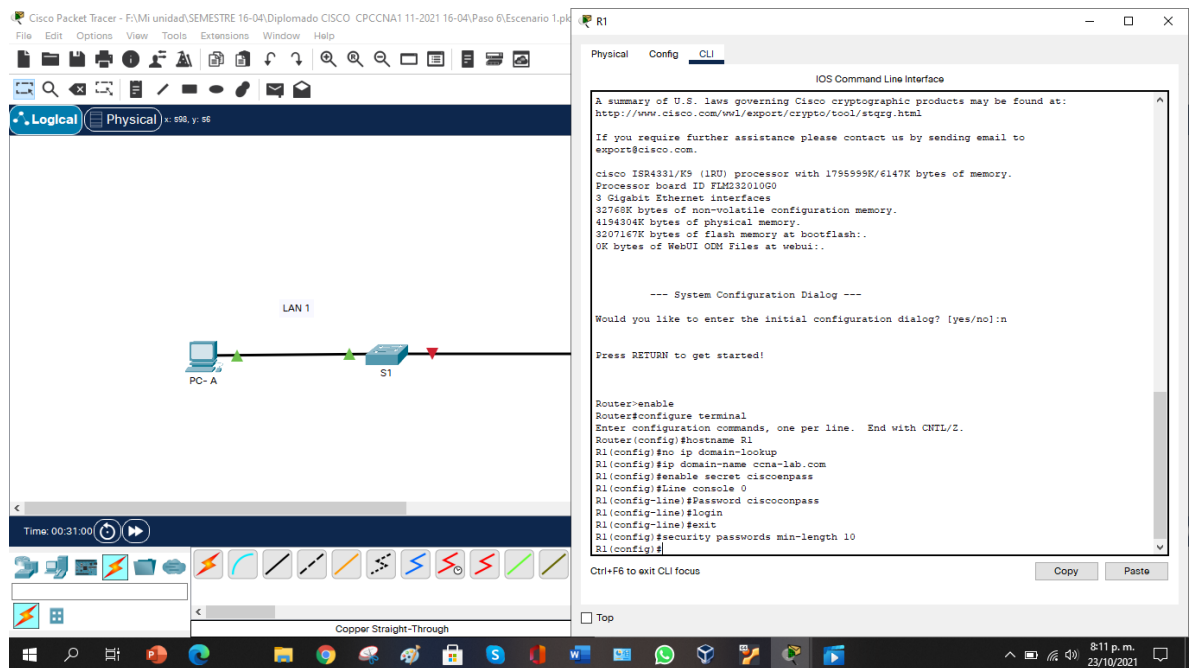 Cisco Packet Tracer - F:\Mi unidad\SEMESTRE 16-04\Diplomado CISCO CPCCNA1 11-2021 16-04\Paso 6\Escenario 1.pk
File Edit Options View Tools Extensions Window Help
Logical
Physical
x: 598, y: 56
LAN 1
PC- A
S1
Time: 00:31:00
Copper Straight-Through
R1
Physical Config CLI
IOS Command Line Interface
A summary of U.S. laws governing Cisco cryptographic products may be found at:
http://www.cisco.com/wwl/export/crypto/tool/stqrg.html
If you require further assistance please contact us by sending email to
export@cisco.com.
cisco ISR4331/K9 (1RU) processor with 1795999K/6147K bytes of memory.
Processor board ID FLM232010G0
3 Gigabit Ethernet interfaces
32768K bytes of non-volatile configuration memory.
4194304K bytes of physical memory.
3207167K bytes of flash memory at bootflash:.
0K bytes of WebUI ODM Files at webui:.
--- System Configuration Dialog ---
Would you like to enter the initial configuration dialog? [yes/no]:n
Press RETURN to get started!
Router>enable
Router#configure terminal
Enter configuration commands, one per line. End with CNTL/Z.
Router(config)#hostname R1
R1(config)#no ip domain-lookup
R1(config)#ip domain-name ccna-lab.com
R1(config)#enable secret ciscoenpass
R1(config)#Line console 0
R1(config-line)#Password ciscoconpass
R1(config-line)#login
R1(config-line)#exit
R1(config)#security passwords min-length 10
R1(config)#
Ctrl+F6 to exit CLI focus
Copy
Paste
Top
8:11 p. m.
23/10/2021